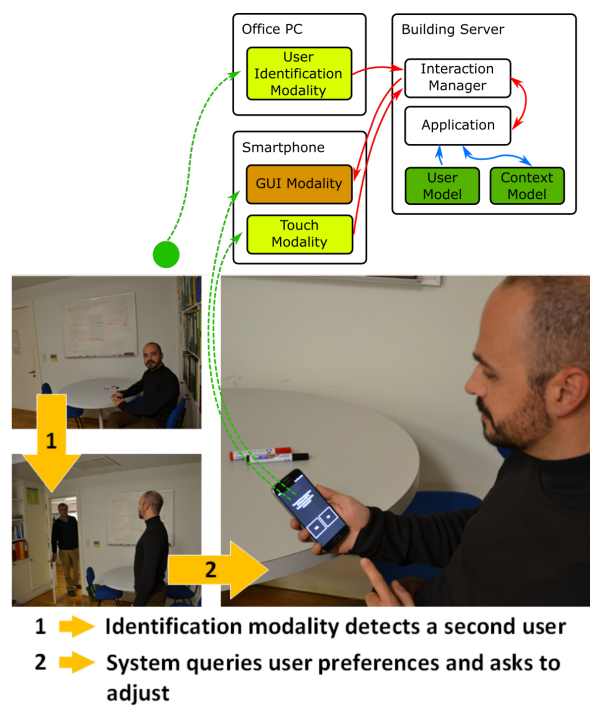 Office PC
User
Identification
Modality
Building Server
Interaction
Manager
Application
User
Model
Context
Model
Smartphone
GUI Modality
Touch
Modality
1
2
1 Identification modality detects a second user
2 System queries user preferences and asks to
adjust